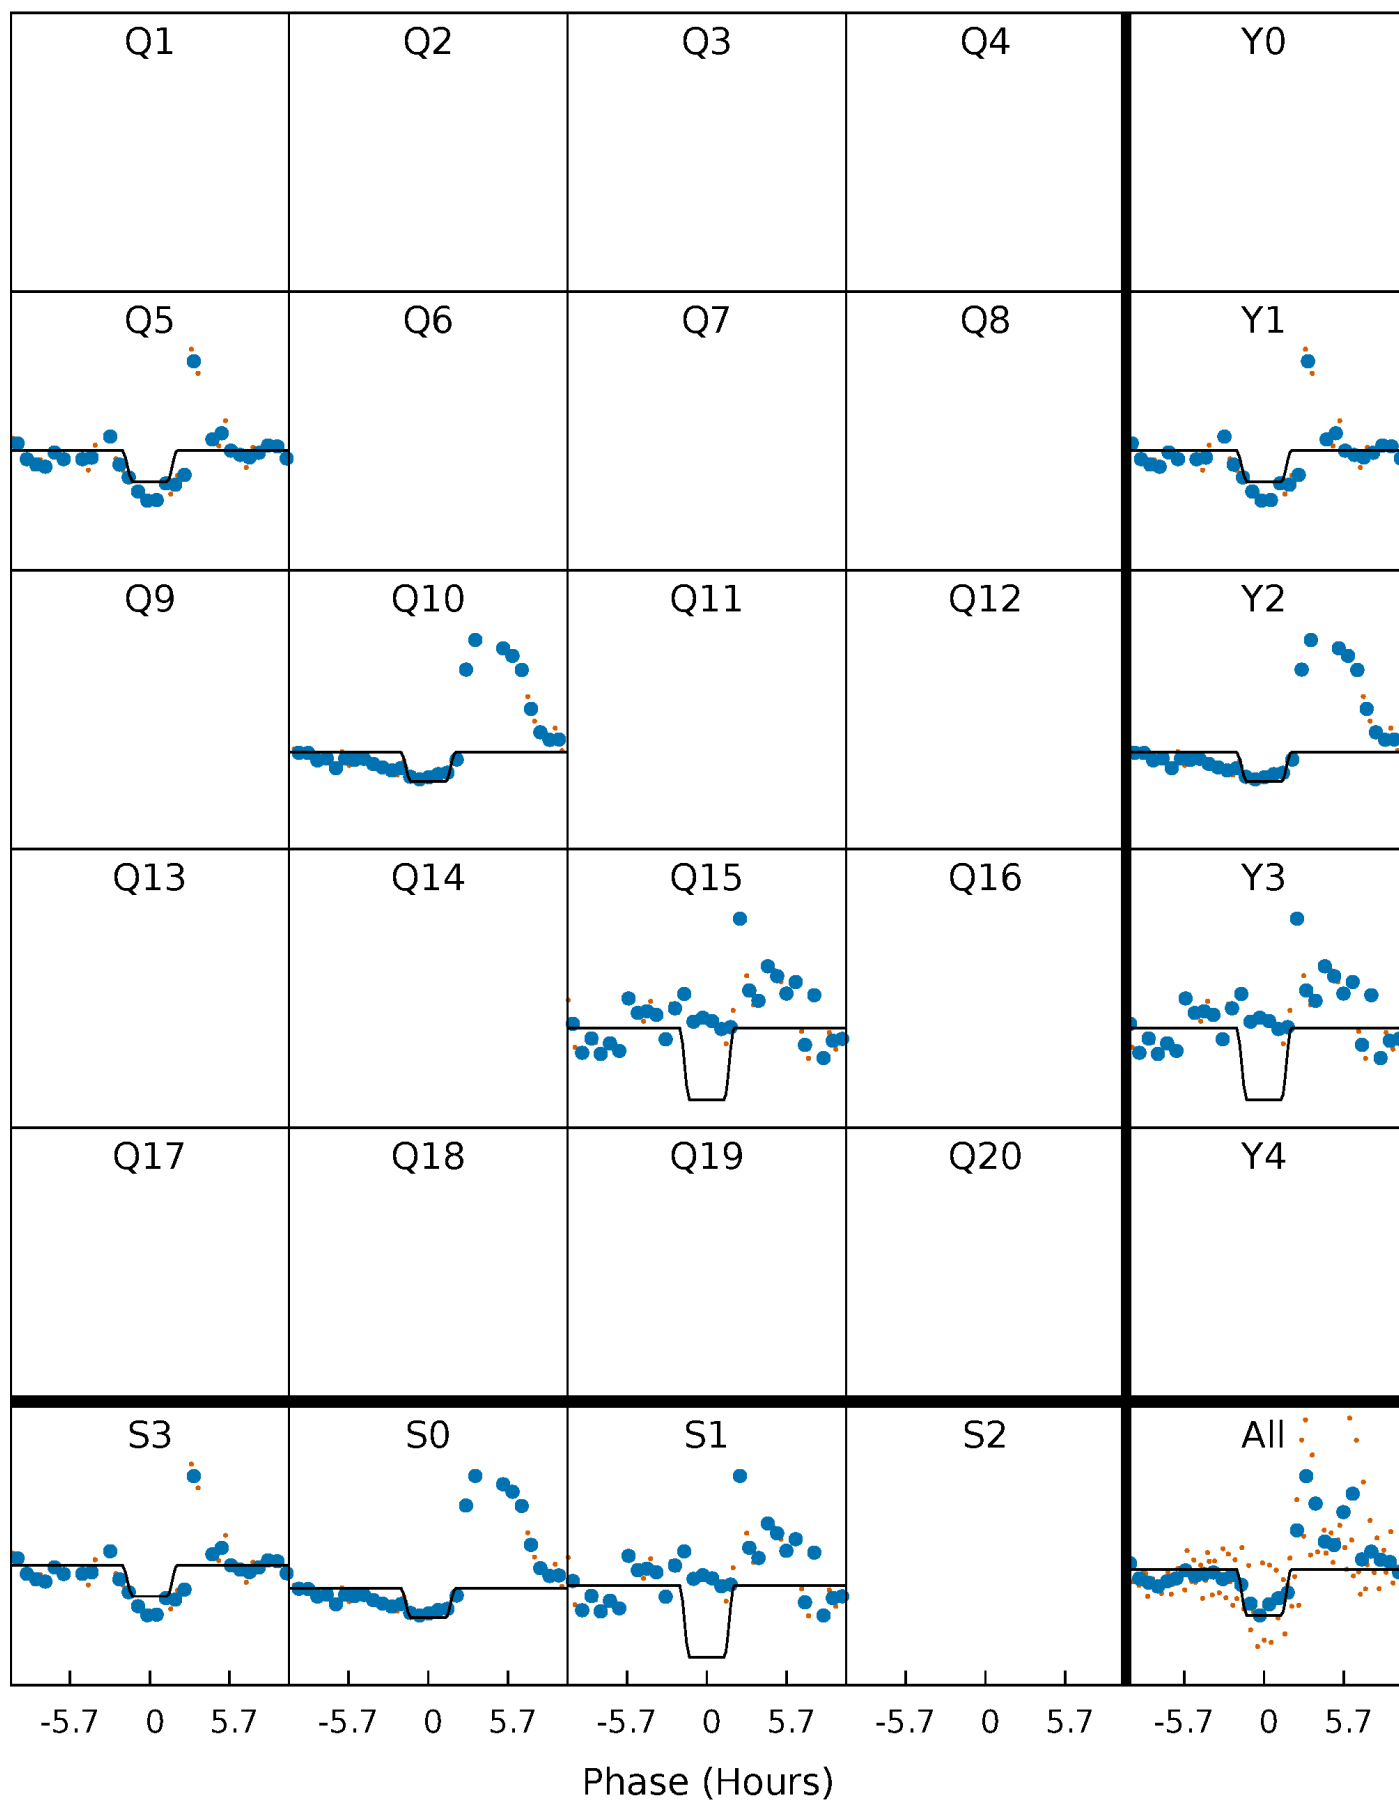 Q1 Q2 Q3 Q4 Y0
Q5 Q6 Q7 Q8 Y1
Q9 Q10 Q11 Q12 Y2
Q13 Q14 Q15 Q16 Y3
Q17 Q18 Q19 Q20 Y4
S3 S0 S1 S2 All
-5.7 0 5.7 -5.7 0 5.7 -5.7 0 5.7 -5.7 0 5.7 -5.7 0 5.7
Phase (Hours)